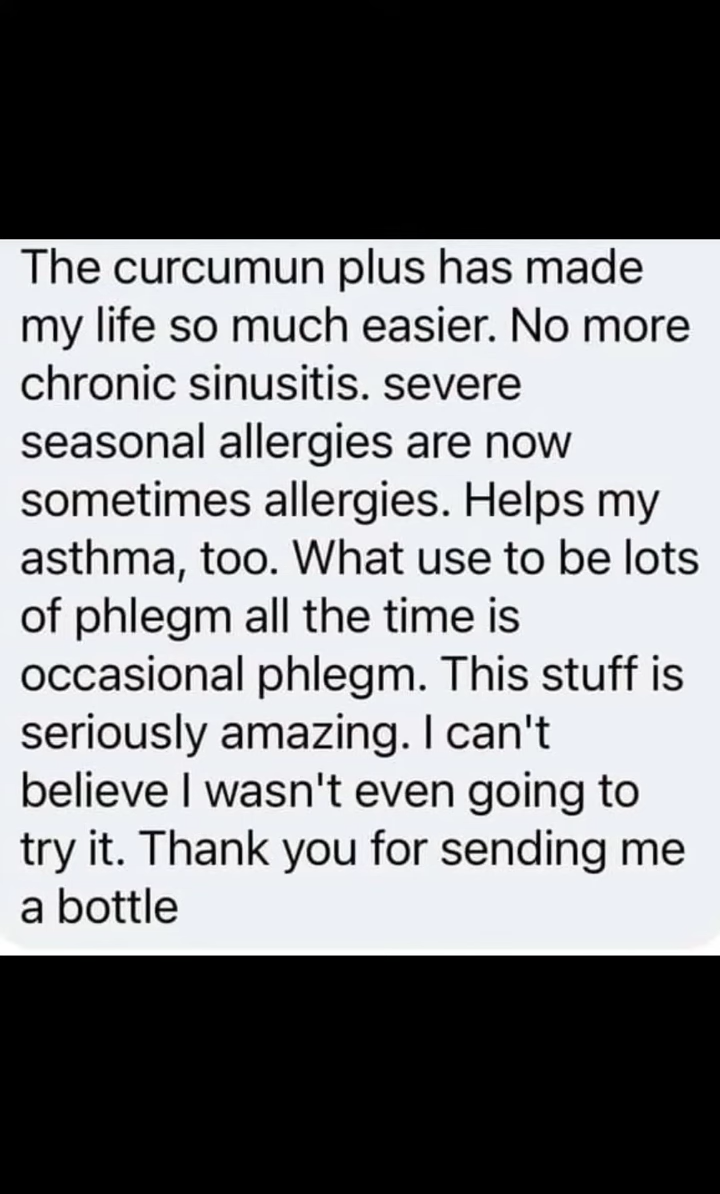 The curcumun plus has made
my life so much easier. No more
chronic sinusitis. severe
seasonal allergies are now
sometimes allergies. Helps my
asthma, too. What use to be lots
of phlegm all the time is
occasional phlegm. This stuff is
seriously amazing. I can't
believe I wasn't even going to
try it. Thank you for sending me
a bottle